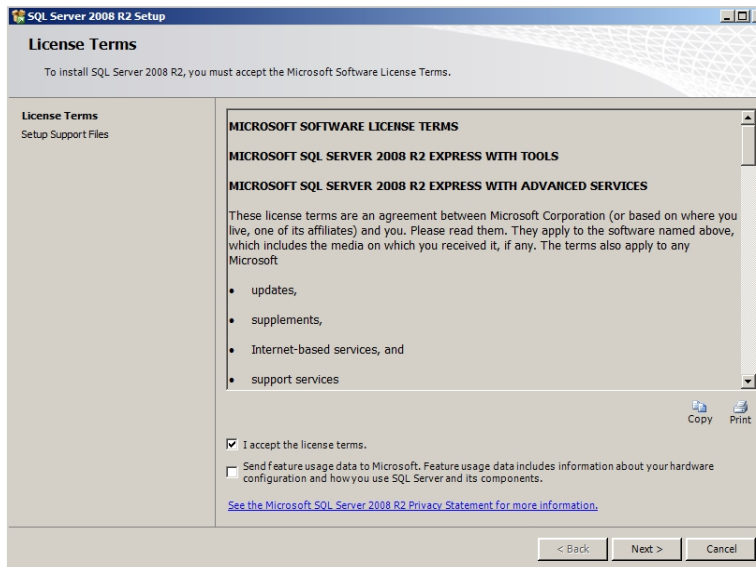 SQL Server 2008 R2 Setup
License Terms
To install SQL Server 2008 R2, you must accept the Microsoft Software License Terms.
License Terms
Setup Support Files
MICROSOFT SOFTWARE LICENSE TERMS
MICROSOFT SQL SERVER 2008 R2 EXPRESS WITH TOOLS
MICROSOFT SQL SERVER 2008 R2 EXPRESS WITH ADVANCED SERVICES
These license terms are an agreement between Microsoft Corporation (or based on where you
live, one of its affiliates) and you. Please read them. They apply to the software named above,
which includes the media on which you received it, if any. The terms also apply to any
Microsoft
• updates,
• supplements,
• Internet-based services, and
• support services
Copy Print
I accept the license terms.
Send feature usage data to Microsoft. Feature usage data includes information about your hardware
configuration and how you use SQL Server and its components.
See the Microsoft SQL Server 2008 R2 Privacy Statement for more information.
< Back Next > Cancel